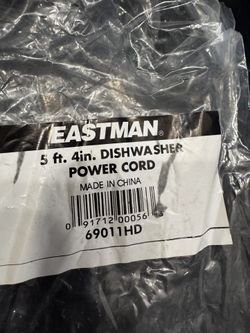 EASTMAN®
5 ft. 4in. DISHWASHER
POWER CORD
MADE IN CHINA
0 91712 00056
69011HD